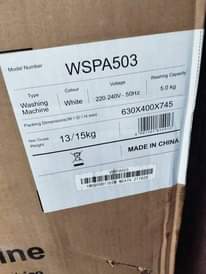 Model Number WSPA503
Type Colour Voltage Washing Capacity
Washing Machine White 220-240V - 50Hz 5.0 kg
Packing Dimensions(W * D * H mm) 630X400X745
Net/Gross Weight 13/15kg
MADE IN CHINA
WSPA503
ine